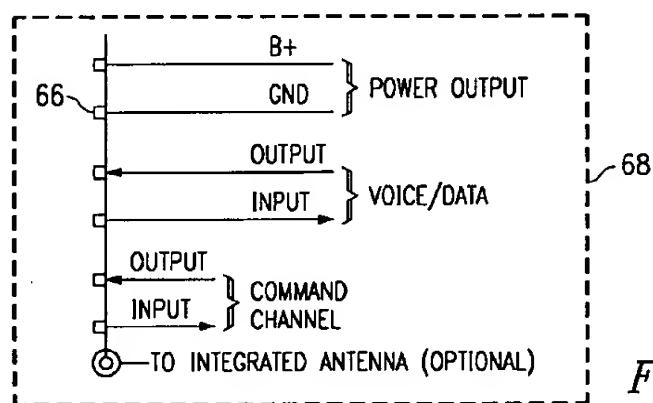 B+
66
GND
POWER OUTPUT
OUTPUT
68
INPUT
VOICE/DATA
OUTPUT
INPUT
COMMAND
CHANNEL
TO INTEGRATED ANTENNA (OPTIONAL)
F